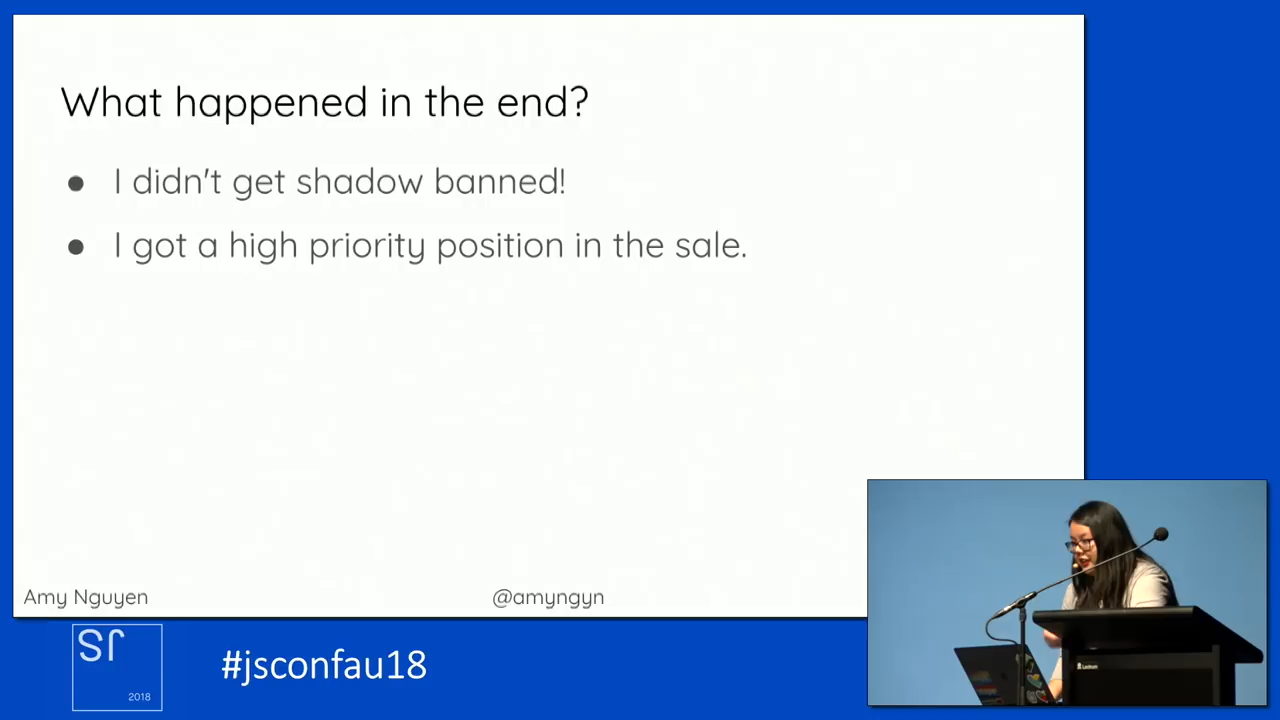 What happened in the end?
● I didn't get shadow banned!
● I got a high priority position in the sale.
Amy Nguyen
@amyngyn
2018
#jsconfau18